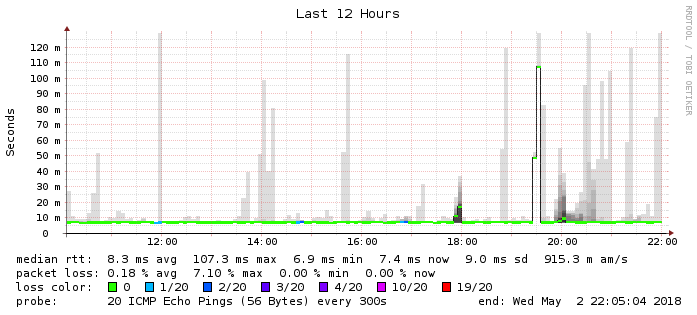 Last 12 Hours
RRDTOOL / TOBI OETIKER
Seconds
120 m
110 m
100 m
90 m
80 m
70 m
60 m
50 m
40 m
30 m
20 m
10 m
0
12:00 14:00 16:00 18:00 20:00 22:00
median rtt: 8.3 ms avg 107.3 ms max 6.9 ms min 7.4 ms now 9.0 ms sd 915.3 m am/s
packet loss: 0.18 % avg 7.10 % max 0.00 % min 0.00 % now
loss color: 0 1/20 2/20 3/20 4/20 10/20 19/20
probe: 20 ICMP Echo Pings (56 Bytes) every 300s end: Wed May 2 22:05:04 2018